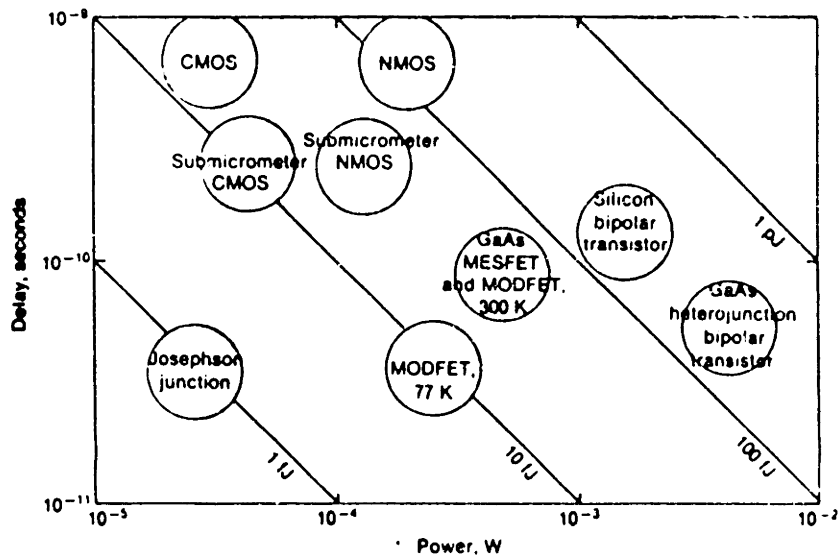 10⁻⁹
CMOS
NMOS
Submicrometer
CMOS
Submicrometer
NMOS
Silicon
bipolar
transistor
1 pJ
Delay, seconds
10⁻¹⁰
GaAs
MESFET
and MODFET,
300 K
GaAs
heterojunction
bipolar
transistor
Josephson
junction
MODFET,
77 K
1 fJ
10 fJ
100 fJ
10⁻¹¹
10⁻⁵
10⁻⁴
10⁻³
10⁻²
Power, W